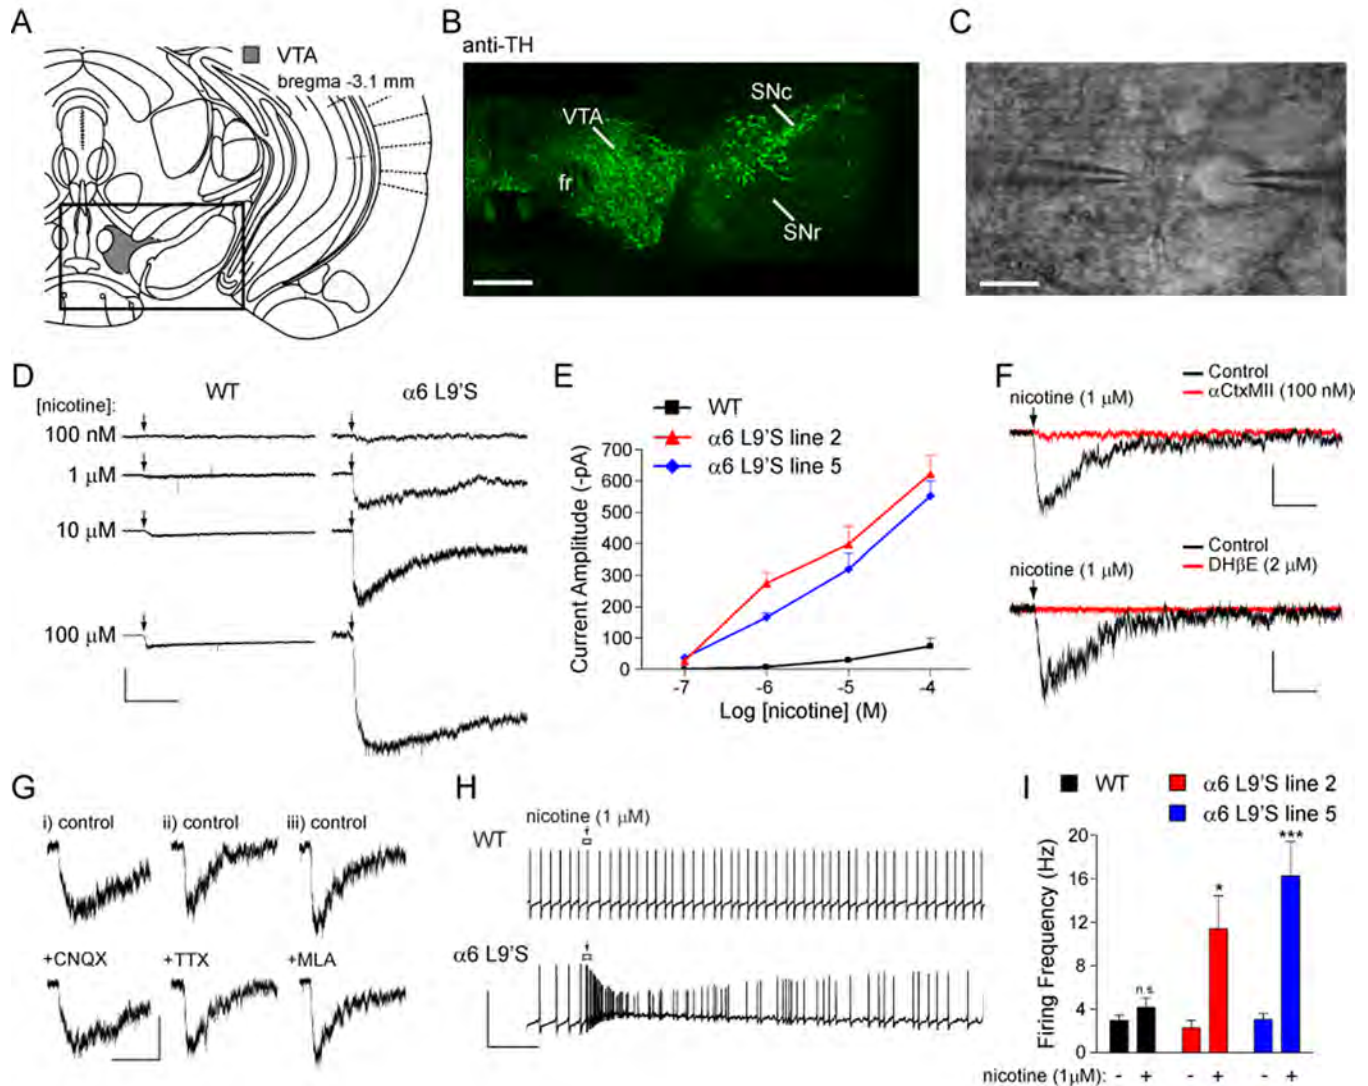 A
VTA
bregma -3.1 mm
B
anti-TH
VTA
SNc
fr
SNr
C
D
WT
α6 L9'S
[nicotine]:
100 nM
1 μM
10 μM
100 μM
E
WT
α6 L9'S line 2
α6 L9'S line 5
Current Amplitude (-pA)
700
600
500
400
300
200
100
0
-7
-6
-5
-4
Log [nicotine] (M)
F
Control
αCtxMII (100 nM)
nicotine (1 μM)
Control
DHβE (2 μM)
nicotine (1 μM)
G
i) control
ii) control
iii) control
+CNQX
+TTX
+MLA
H
nicotine (1 μM)
WT
α6 L9'S
I
WT
α6 L9'S line 2
α6 L9'S line 5
Firing Frequency (Hz)
20
16
12
8
4
0
n.s.
*
***
nicotine (1μM): - + - + - +